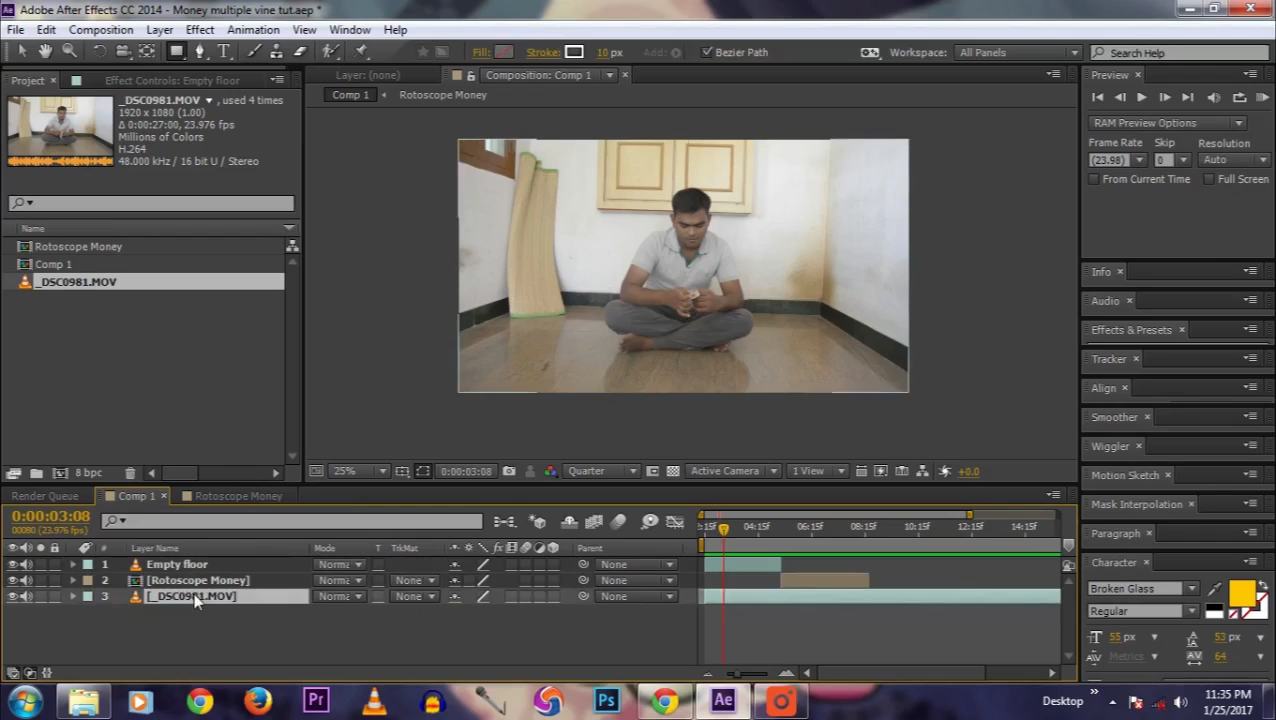 Adobe After Effects CC 2014 - Money multiple vine tut.aep *
File Edit Composition Layer Effect Animation View Window Help
Fill: Stroke: 10 px Add: Bezier Path Workspace: All Panels Search Help
Project Effect Controls: Empty floor Layer: (none) Composition: Comp 1 Preview
Comp 1 Rotoscope Money
_DSC0981.MOV , used 4 times
1920 x 1080 (1.00)
Δ 0:00:27:00, 23.976 fps
Millions of Colors
H.264
48.000 kHz / 16 bit U / Stereo
RAM Preview Options
Frame Rate Skip Resolution
(23.98) 0 Auto
From Current Time Full Screen
Name
Rotoscope Money
Comp 1
_DSC0981.MOV
Info
Audio
Effects & Presets
Tracker
Align
Smoother
Wiggler
Motion Sketch
Mask Interpolation
Paragraph
Character
Broken Glass
Regular
55 px 53 px
Metrics 64
8 bpc
25% 0:00:03:08 Quarter Active Camera 1 View +0.0
Render Queue Comp 1 Rotoscope Money
0:00:03:08
00080 (23.976 fps)
:15f 04:15f 06:15f 08:15f 10:15f 12:15f 14:15f
# Layer Name Mode T TrkMat Parent
1 Empty floor Norma None
2 [Rotoscope Money] Norma None None
3 [_DSC0981.MOV] Norma None None
Pr Ps Ae
Desktop
11:35 PM
1/25/2017